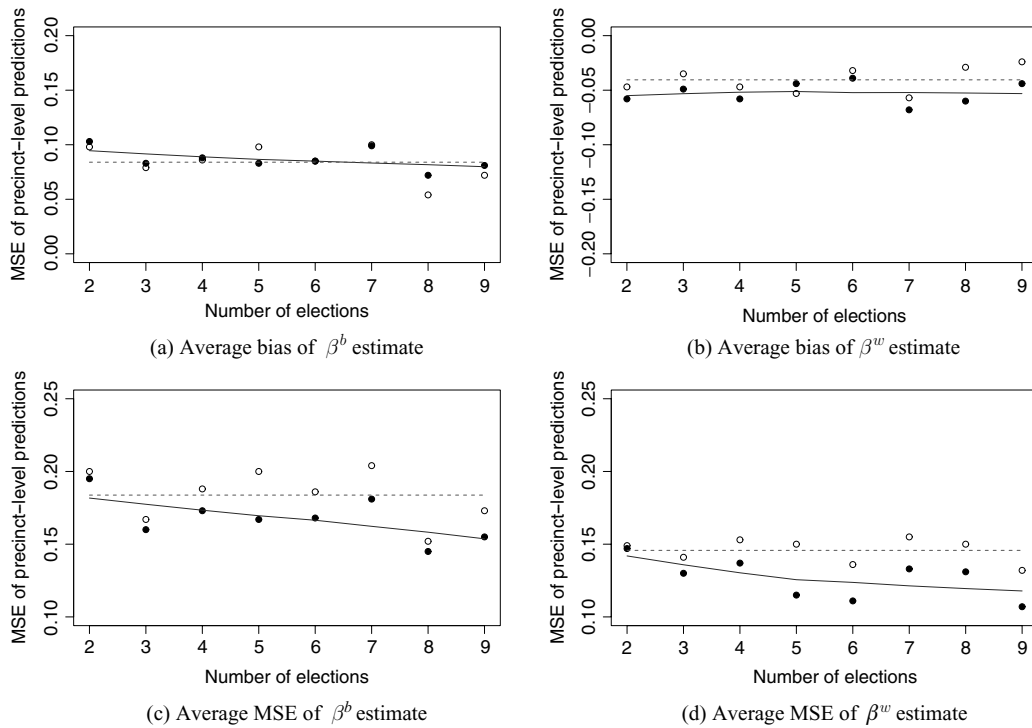 MSE of precinct-level predictions
0.20
0.15
0.10
0.05
0.00
2 3 4 5 6 7 8 9
Number of elections
(a) Average bias of β^b estimate
MSE of precinct-level predictions
0.00
−0.05
−0.10
−0.15
−0.20
2 3 4 5 6 7 8 9
Number of elections
(b) Average bias of β^w estimate
MSE of precinct-level predictions
0.25
0.20
0.15
0.10
2 3 4 5 6 7 8 9
Number of elections
(c) Average MSE of β^b estimate
MSE of precinct-level predictions
0.25
0.20
0.15
0.10
2 3 4 5 6 7 8 9
Number of elections
(d) Average MSE of β^w estimate